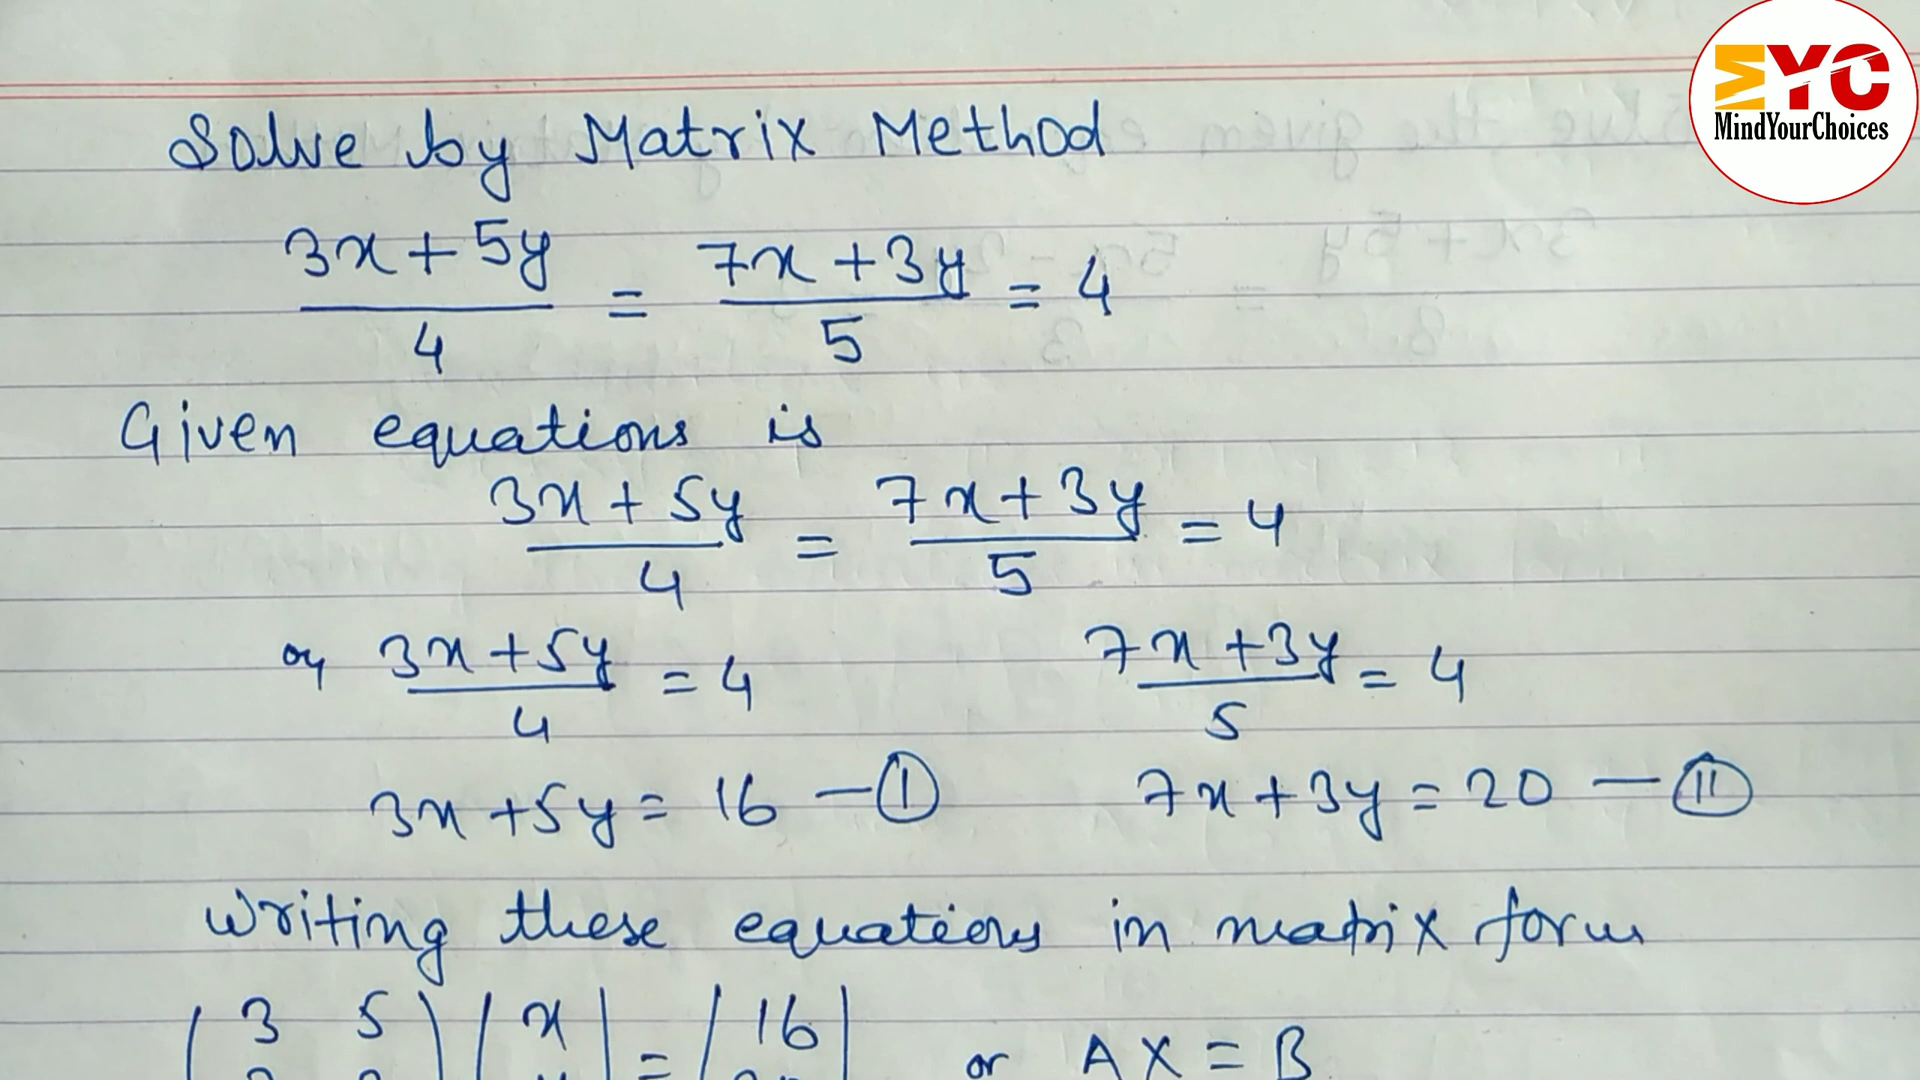 MYC
MindYourChoices
Solve by Matrix Method
3x + 5y / 4 = 7x + 3y / 5 = 4
Given equations is
3x + 5y / 4 = 7x + 3y / 5 = 4
or 3x + 5y / 4 = 4    7x + 3y / 5 = 4
3x + 5y = 16 — (I)    7x + 3y = 20 — (II)
Writing these equations in matrix form
( 3 5 ) ( x ) = ( 16 ) or AX = B